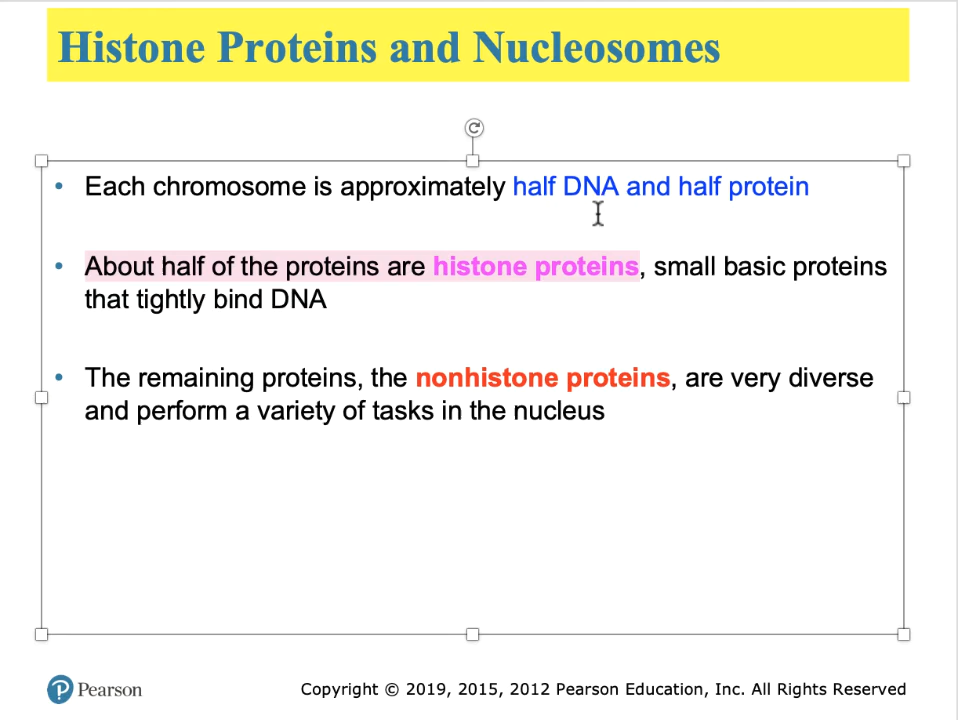 Histone Proteins and Nucleosomes
• Each chromosome is approximately half DNA and half protein
• About half of the proteins are histone proteins, small basic proteins
that tightly bind DNA
• The remaining proteins, the nonhistone proteins, are very diverse
and perform a variety of tasks in the nucleus
P Pearson
Copyright © 2019, 2015, 2012 Pearson Education, Inc. All Rights Reserved